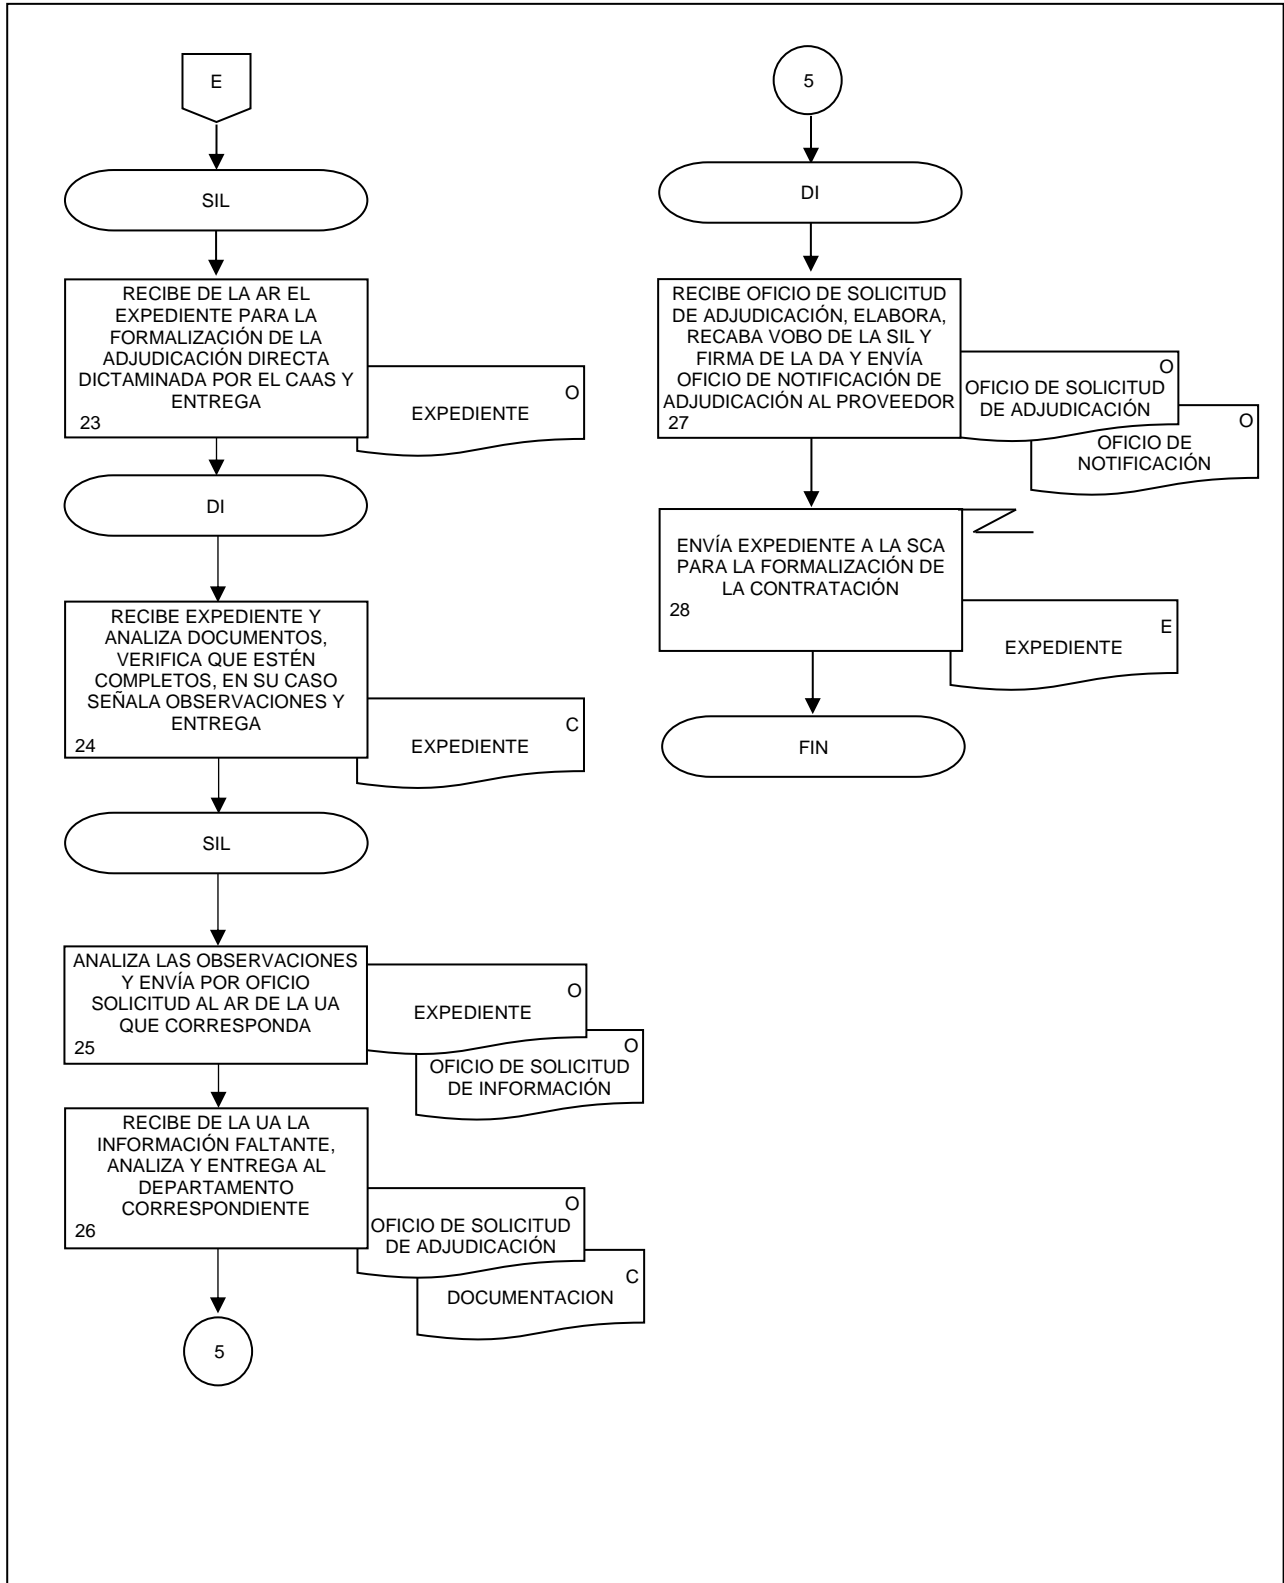 E
SIL
RECIBE DE LA AR EL
EXPEDIENTE PARA LA
FORMALIZACIÓN DE LA
ADJUDICACIÓN DIRECTA
DICTAMINADA POR EL CAAS Y
ENTREGA
23
O
EXPEDIENTE
DI
RECIBE EXPEDIENTE Y
ANALIZA DOCUMENTOS,
VERIFICA QUE ESTÉN
COMPLETOS, EN SU CASO
SEÑALA OBSERVACIONES Y
ENTREGA
24
C
EXPEDIENTE
SIL
ANALIZA LAS OBSERVACIONES
Y ENVÍA POR OFICIO
SOLICITUD AL AR DE LA UA
QUE CORRESPONDA
25
O
EXPEDIENTE
O
OFICIO DE SOLICITUD
DE INFORMACIÓN
RECIBE DE LA UA LA
INFORMACIÓN FALTANTE,
ANALIZA Y ENTREGA AL
DEPARTAMENTO
CORRESPONDIENTE
26
O
OFICIO DE SOLICITUD
DE ADJUDICACIÓN
C
DOCUMENTACION
5
5
DI
RECIBE OFICIO DE SOLICITUD
DE ADJUDICACIÓN, ELABORA,
RECABA VOBO DE LA SIL Y
FIRMA DE LA DA Y ENVÍA
OFICIO DE NOTIFICACIÓN DE
ADJUDICACIÓN AL PROVEEDOR
27
O
OFICIO DE SOLICITUD
DE ADJUDICACIÓN
O
OFICIO DE
NOTIFICACIÓN
ENVÍA EXPEDIENTE A LA SCA
PARA LA FORMALIZACIÓN DE
LA CONTRATACIÓN
28
E
EXPEDIENTE
FIN